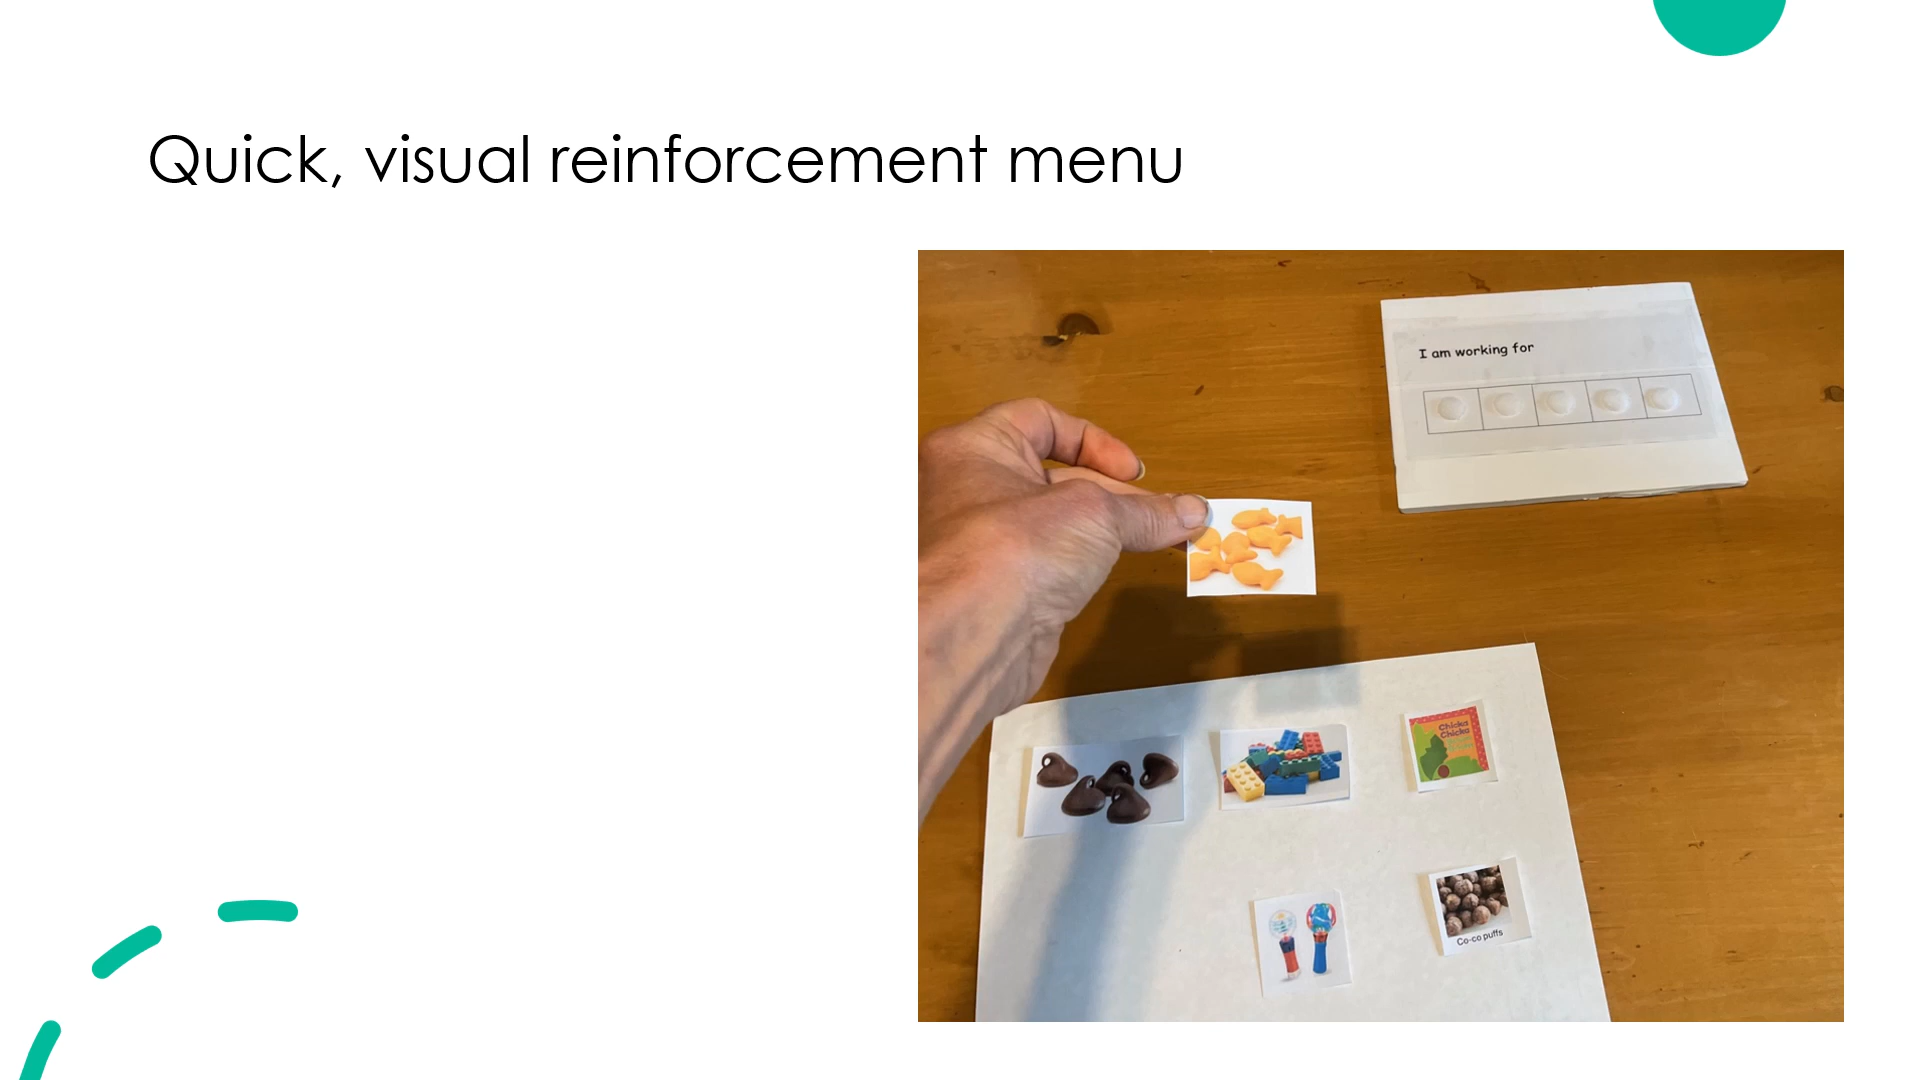 Quick, visual reinforcement menu
I am working for
Chicka
Chicka
Co-co puffs